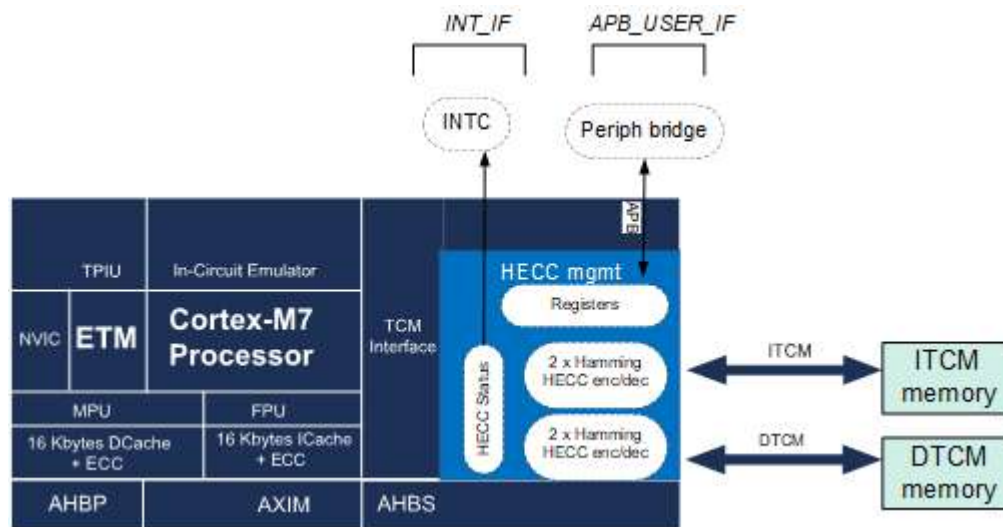 INT_IF
APB_USER_IF
INTC
Periph bridge
APB
TPIU
In-Circuit Emulator
HECC mgmt
Registers
NVIC
ETM
Cortex-M7
Processor
TCM
Interface
HECC Status
2 x Hamming
HECC enc/dec
ITCM
ITCM
memory
MPU
FPU
16 Kbytes DCache
+ ECC
16 Kbytes ICache
+ ECC
2 x Hamming
HECC enc/dec
DTCM
DTCM
memory
AHBP
AXIM
AHBS